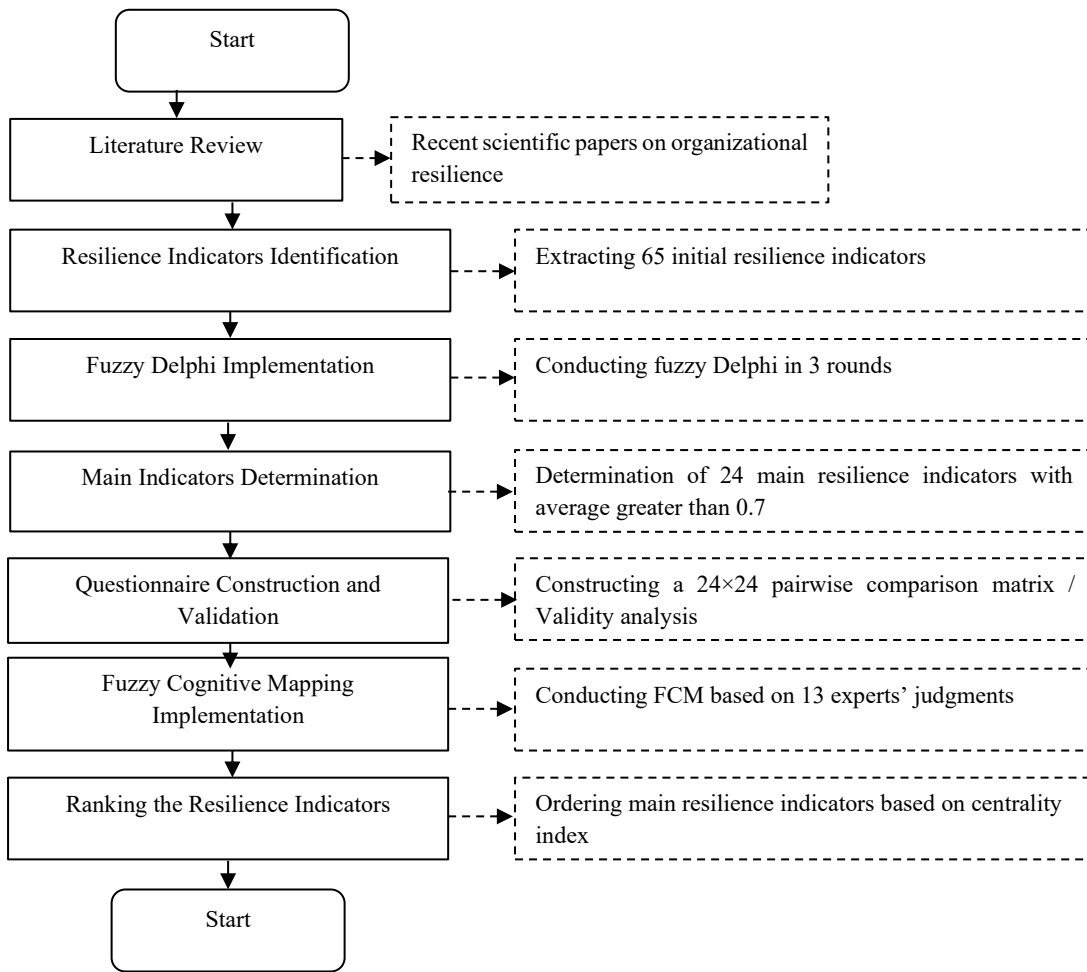 Start
Literature Review
Recent scientific papers on organizational
resilience
Resilience Indicators Identification
Extracting 65 initial resilience indicators
Fuzzy Delphi Implementation
Conducting fuzzy Delphi in 3 rounds
Main Indicators Determination
Determination of 24 main resilience indicators with
average greater than 0.7
Questionnaire Construction and
Validation
Constructing a 24×24 pairwise comparison matrix /
Validity analysis
Fuzzy Cognitive Mapping
Implementation
Conducting FCM based on 13 experts’ judgments
Ranking the Resilience Indicators
Ordering main resilience indicators based on centrality
index
Start